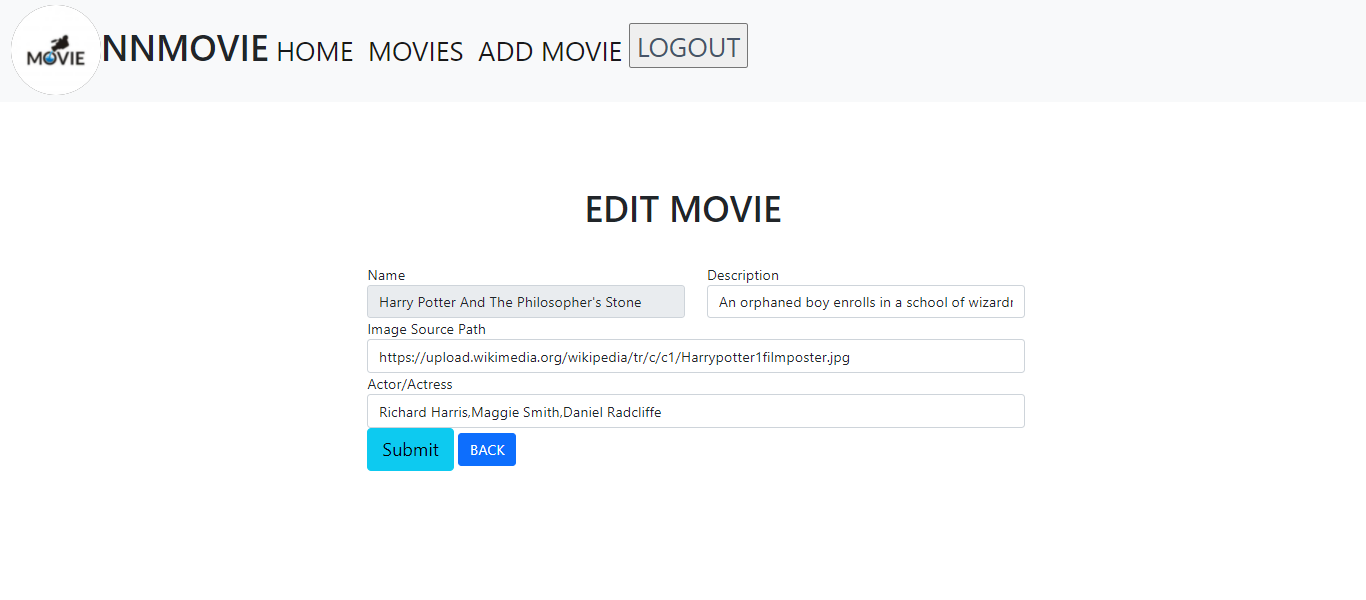 MOVIE
NNMOVIE HOME MOVIES ADD MOVIE LOGOUT
EDIT MOVIE
Name
Harry Potter And The Philosopher's Stone
Description
An orphaned boy enrolls in a school of wizardr
Image Source Path
https://upload.wikimedia.org/wikipedia/tr/c/c1/Harrypotter1filmposter.jpg
Actor/Actress
Richard Harris,Maggie Smith,Daniel Radcliffe
Submit BACK